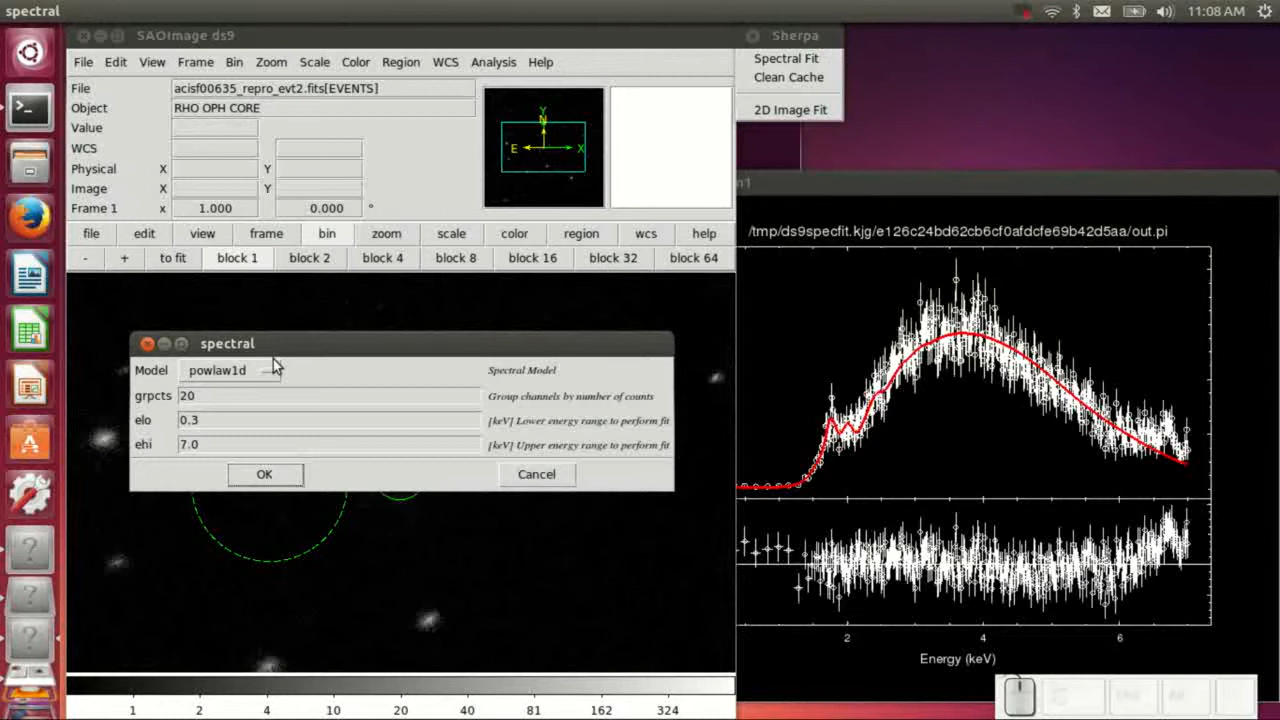 spectral
11:08 AM
SAOImage ds9
File Edit View Frame Bin Zoom Scale Color Region WCS Analysis Help
File acisf00635_repro_evt2.fits[EVENTS]
Object RHO OPH CORE
Value
WCS
Physical X Y
Image X Y
Frame 1 x 1.000 0.000 °
Y
N
E X
file edit view frame bin zoom scale color region wcs help
- + to fit block 1 block 2 block 4 block 8 block 16 block 32 block 64
Sherpa
Spectral Fit
Clean Cache
2D Image Fit
/tmp/ds9specfit.kjg/e126c24bd62cb6cf0afdcfe69b42d5aa/out.pi
spectral
Model powlaw1d Spectral Model
grpcts 20 Group channels by number of counts
elo 0.3 [keV] Lower energy range to perform fit
ehi 7.0 [keV] Upper energy range to perform fit
OK Cancel
2 4 6
Energy (keV)
1 2 4 10 20 40 81 162 324